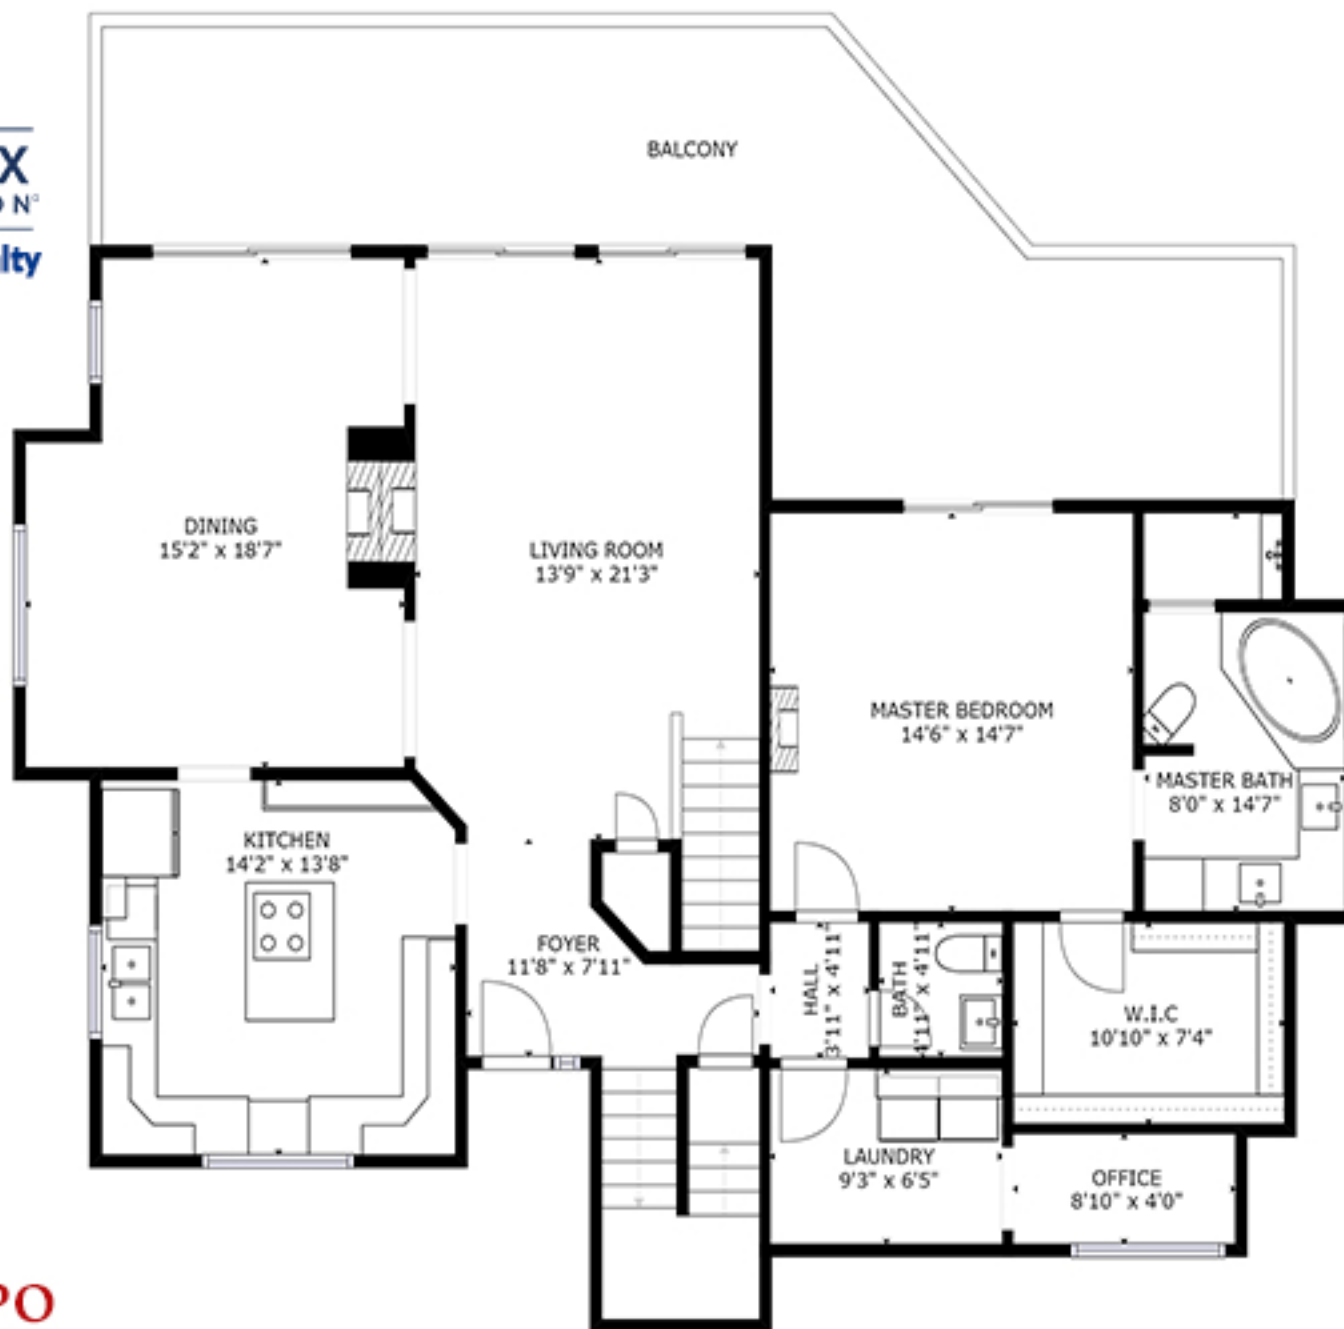 BALCONY
X
ON
lty
DINING
15'2" x 18'7"
LIVING ROOM
13'9" x 21'3"
MASTER BEDROOM
14'6" x 14'7"
MASTER BATH
8'0" x 14'7"
KITCHEN
14'2" x 13'8"
FOYER
11'8" x 7'11"
HALL
3'11" x 4'11"
BATH
4'11" x 4'11"
W.I.C
10'10" x 7'4"
LAUNDRY
9'3" x 6'5"
OFFICE
8'10" x 4'0"
PO